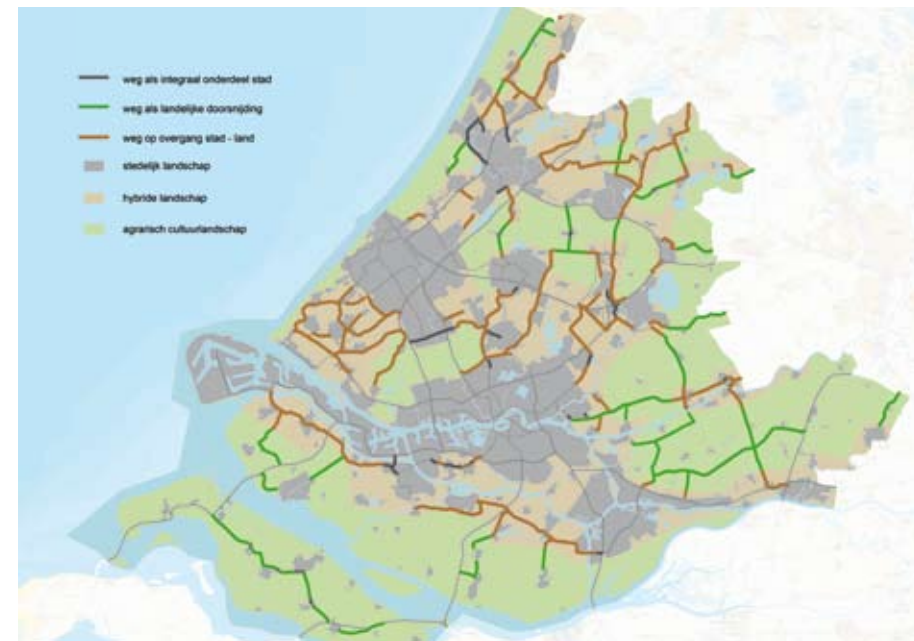 weg als integraal onderdeel stad
weg als landelijke doorsnijding
weg op overgang stad - land
stedelijk landschap
hybride landschap
agrarisch cultuurlandschap